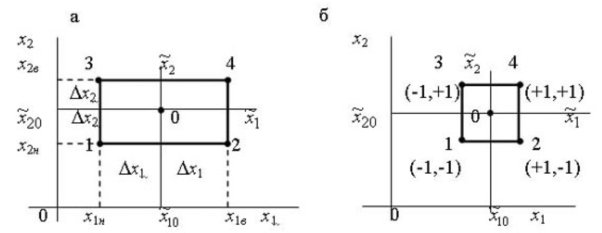 а
x₂
x₂в
3
x̃₂
4
Δx₂
x̃₂₀
Δx₂
0
x̃₁
x₂н
1
2
Δx₁
Δx₁
0
x₁н
x̃₁₀
x₁в
x₁
б
x₂
3
x̃₂
4
(-1,+1)
(+1,+1)
x̃₂₀
0
x̃₁
1
2
(-1,-1)
(+1,-1)
0
x̃₁₀
x₁